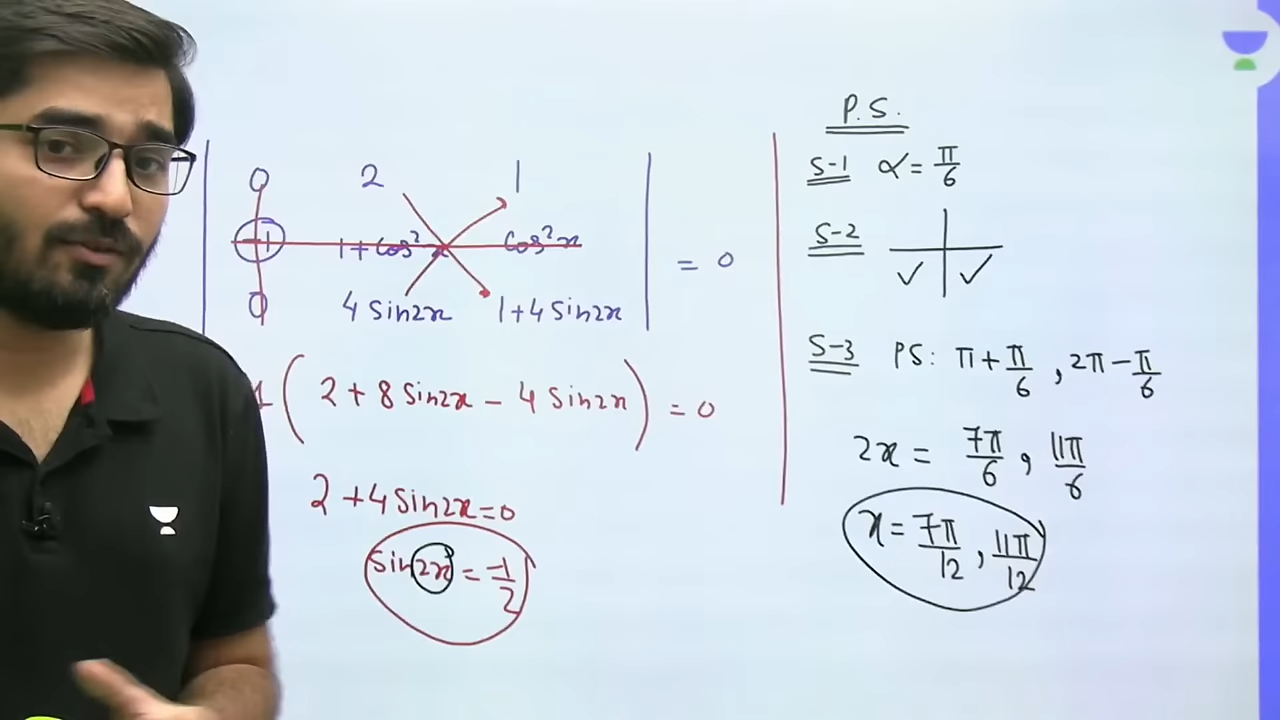 0 2 1
-1 1+cos²x cos²x
0 4 sin2x 1+4 sin2x
= 0
( 2 + 8 sin2x − 4 sin2x ) = 0
2 + 4 sin2x = 0
sin2x = -1/2
P.S.
S-1 α = π/6
S-2 ✓ ✓
S-3 PS: π + π/6 , 2π − π/6
2x = 7π/6 , 11π/6
x = 7π/12 , 11π/12